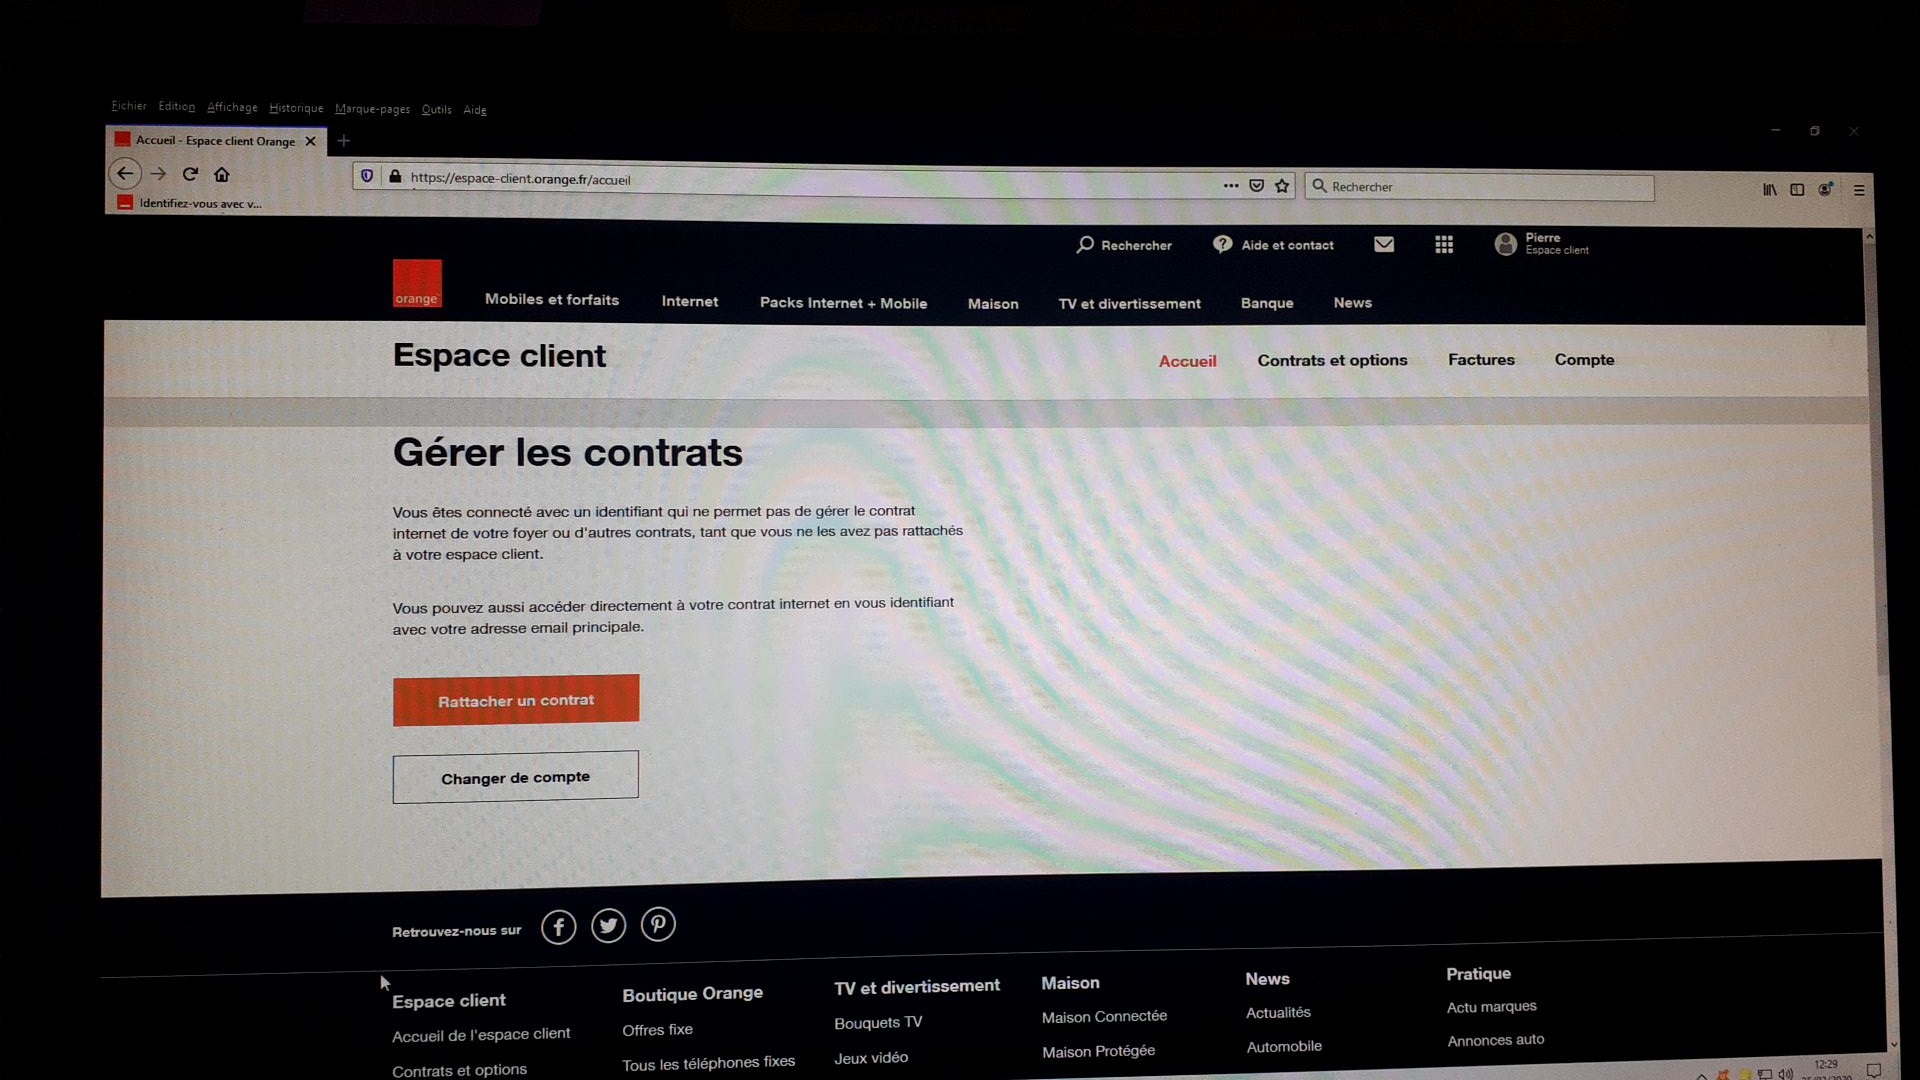 Fichier Edition Affichage Historique Marque-pages Outils Aide
Accueil - Espace client Orange
https://espace-client.orange.fr/accueil
Rechercher
Identifiez-vous avec v...
Rechercher
Aide et contact
Pierre
Espace client
orange
Mobiles et forfaits
Internet
Packs Internet + Mobile
Maison
TV et divertissement
Banque
News
Espace client
Accueil
Contrats et options
Factures
Compte
Gérer les contrats
Vous êtes connecté avec un identifiant qui ne permet pas de gérer le contrat
internet de votre foyer ou d'autres contrats, tant que vous ne les avez pas rattachés
à votre espace client.
Vous pouvez aussi accéder directement à votre contrat internet en vous identifiant
avec votre adresse email principale.
Rattacher un contrat
Changer de compte
Retrouvez-nous sur
Espace client
Accueil de l'espace client
Contrats et options
Boutique Orange
Offres fixe
Tous les téléphones fixes
TV et divertissement
Bouquets TV
Jeux vidéo
Maison
Maison Connectée
Maison Protégée
News
Actualités
Automobile
Pratique
Actu marques
Annonces auto
12:29